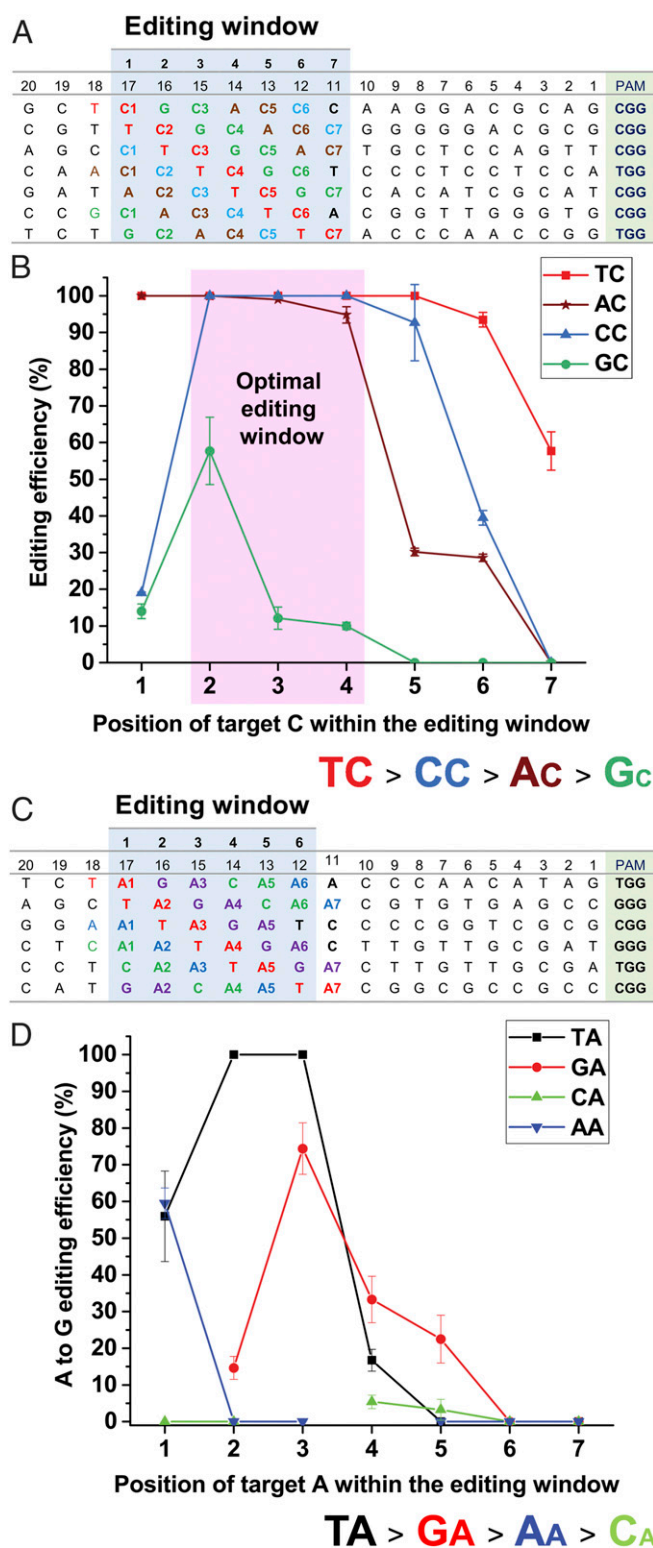 A
Editing window
1 2 3 4 5 6 7
20 19 18 17 16 15 14 13 12 11 10 9 8 7 6 5 4 3 2 1 PAM
G C T C1 G C3 A C5 C6 C A A G G A C G C A G CGG
C G T T C2 G C4 A C6 C7 G G G G G A C G C G CGG
A G C C1 T C3 G C5 A C7 T G C T C C A G T T CGG
C A A C1 C2 T C4 G C6 T C C C T C C T C C A TGG
G A T A C2 C3 T C5 G C7 C A C A T C G C A T CGG
C C G C1 A C3 C4 T C6 A C G G T T G G G T G CGG
T C T G C2 A C4 C5 T C7 A C C C A A C C G G TGG
B
Editing efficiency (%)
100
90
80
70
60
50
40
30
20
10
0
TC
AC
CC
GC
Optimal
editing
window
1 2 3 4 5 6 7
Position of target C within the editing window
TC > CC > AC > GC
C
Editing window
1 2 3 4 5 6
20 19 18 17 16 15 14 13 12 11 10 9 8 7 6 5 4 3 2 1 PAM
T C T A1 G A3 C A5 A6 A C C C A A C A T A G TGG
A G C T A2 G A4 C A6 A7 C G T G T G A G C C GGG
G G A A1 T A3 G A5 T C C C C G G T C G C G CGG
C T C A1 A2 T A4 G A6 C T T G T T G C G A T GGG
C C T C A2 A3 T A5 G A7 C T T G T T G C G A TGG
C A T G A2 C A4 A5 T A7 C G G C G C C G C C CGG
D
A to G editing efficiency (%)
100
90
80
70
60
50
40
30
20
10
0
TA
GA
CA
AA
1 2 3 4 5 6 7
Position of target A within the editing window
TA > GA > AA > CA